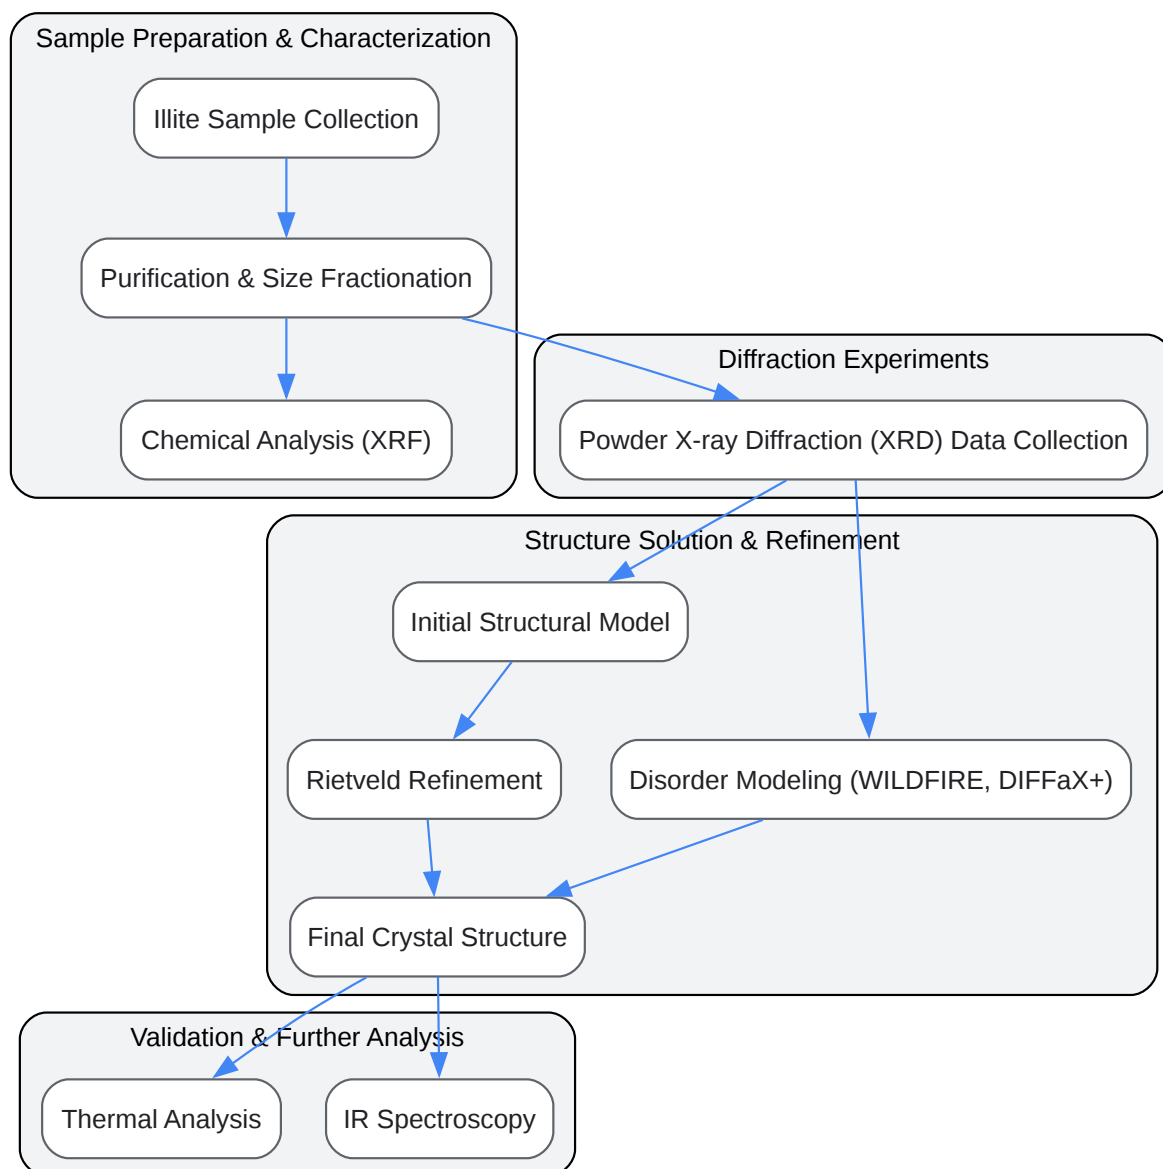 Sample Preparation & Characterization
Illite Sample Collection
Purification & Size Fractionation
Chemical Analysis (XRF)
Diffraction Experiments
Powder X-ray Diffraction (XRD) Data Collection
Structure Solution & Refinement
Initial Structural Model
Rietveld Refinement
Disorder Modeling (WILDFIRE, DIFFaX+)
Final Crystal Structure
Validation & Further Analysis
Thermal Analysis
IR Spectroscopy